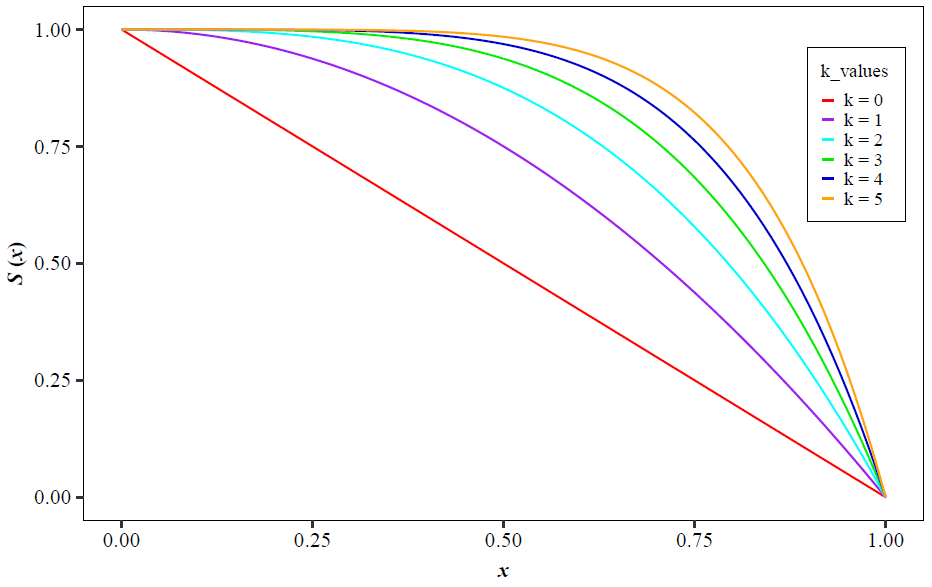 1.00
0.75
0.50
0.25
0.00
S (x)
k_values
k = 0
k = 1
k = 2
k = 3
k = 4
k = 5
0.00 0.25 0.50 0.75 1.00
x